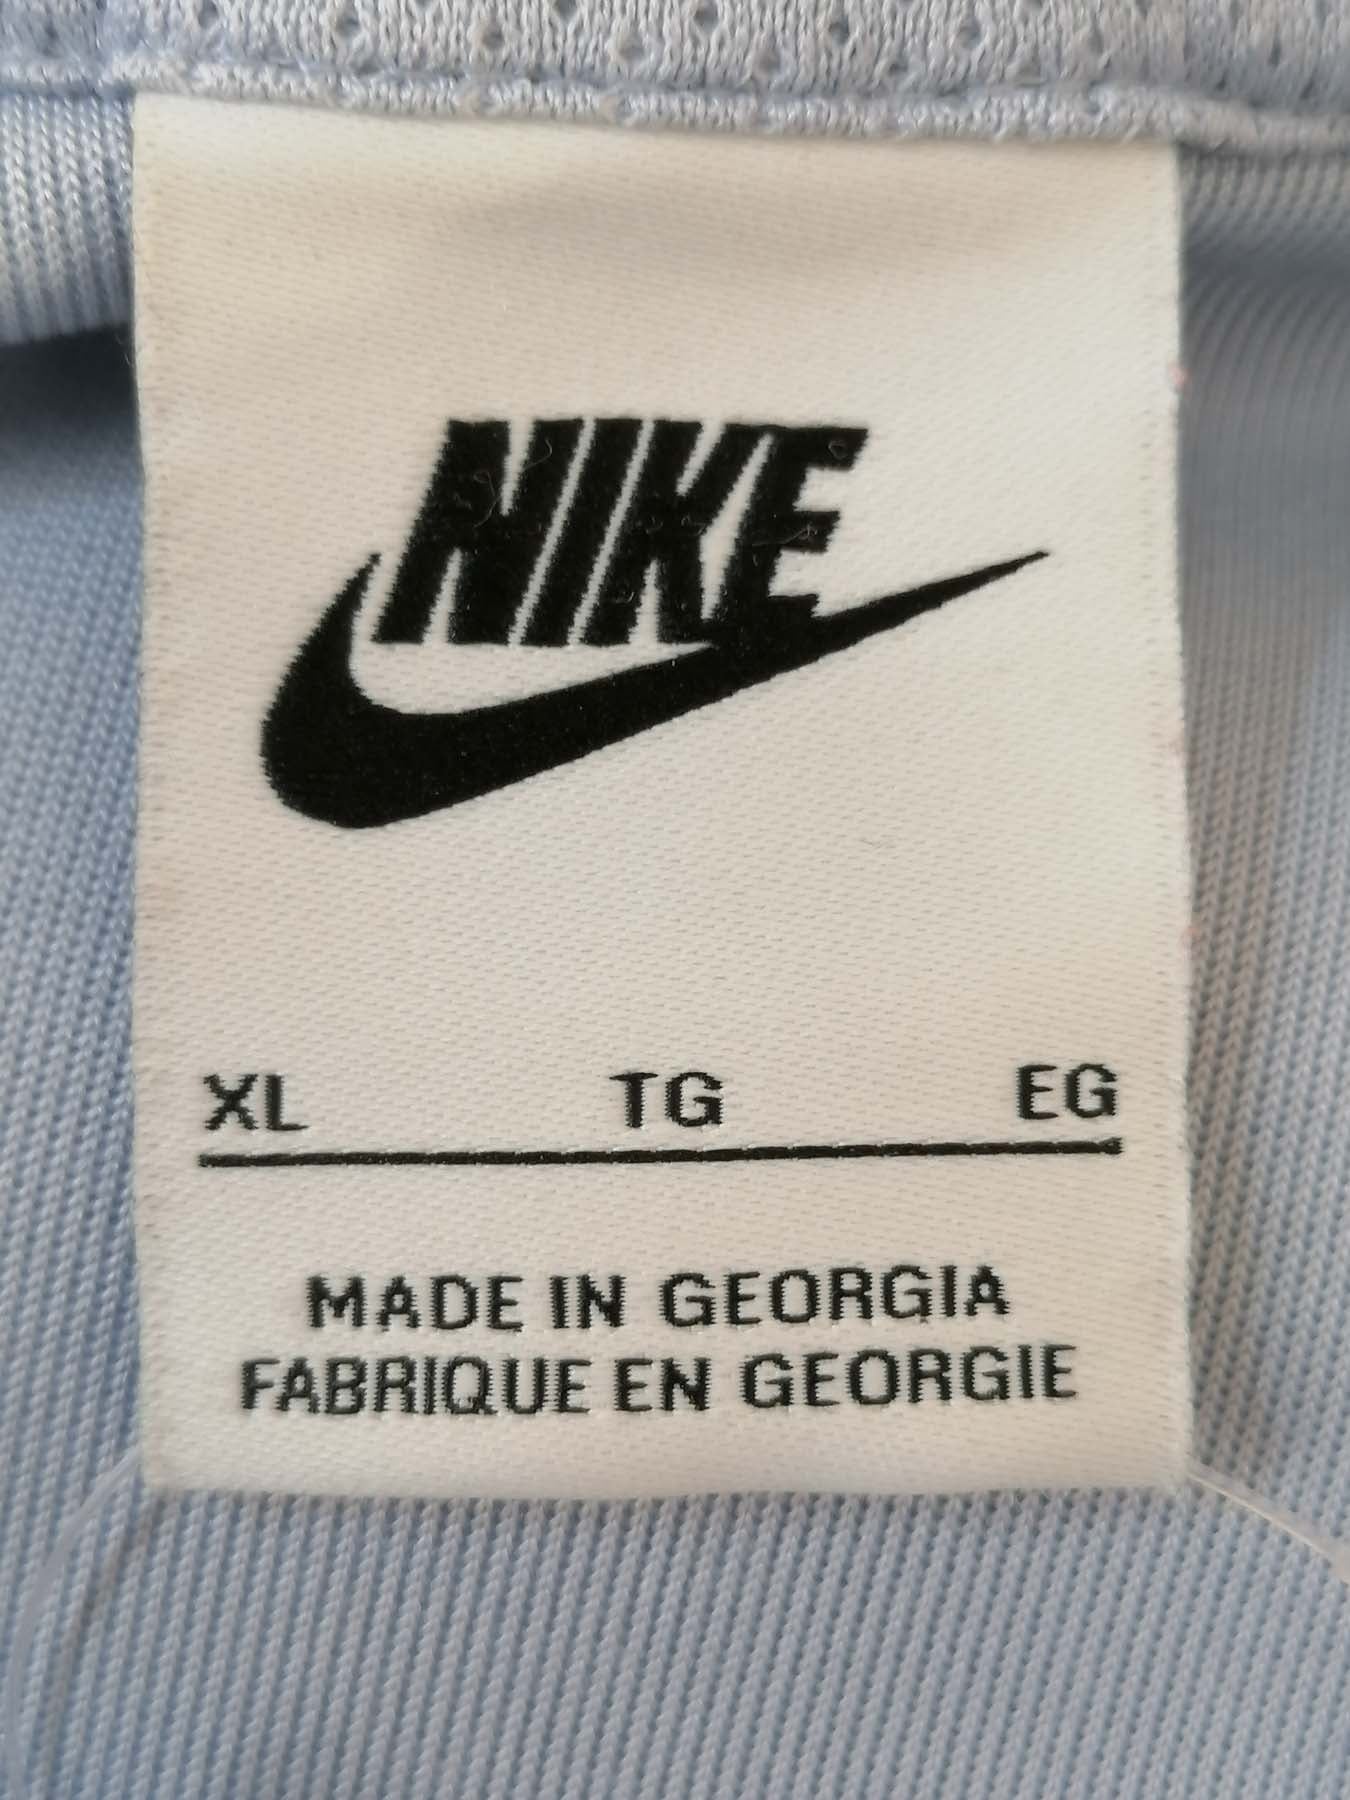 NIKE
XL TG EG
MADE IN GEORGIA
FABRIQUE EN GEORGIE